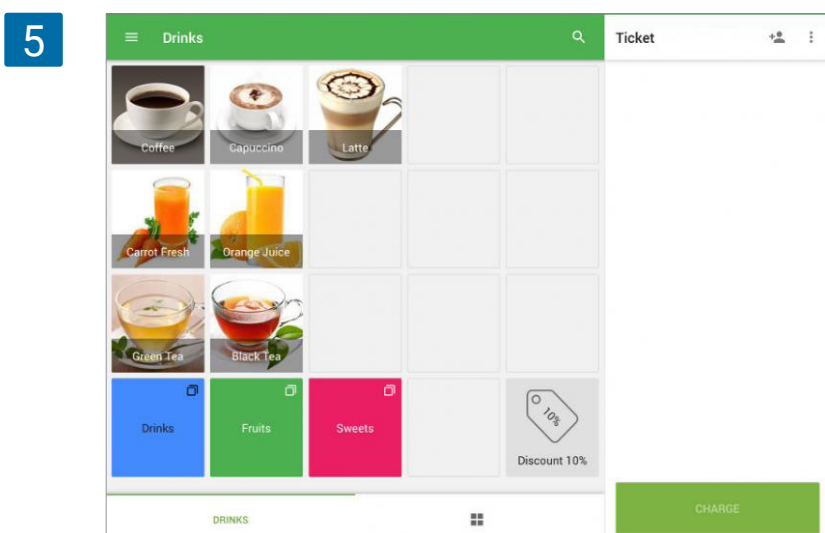 5
Drinks
Ticket
Coffee
Capuccino
Latte
Carrot Fresh
Orange Juice
Green Tea
Black Tea
Drinks
Fruits
Sweets
10%
Discount 10%
DRINKS
CHARGE